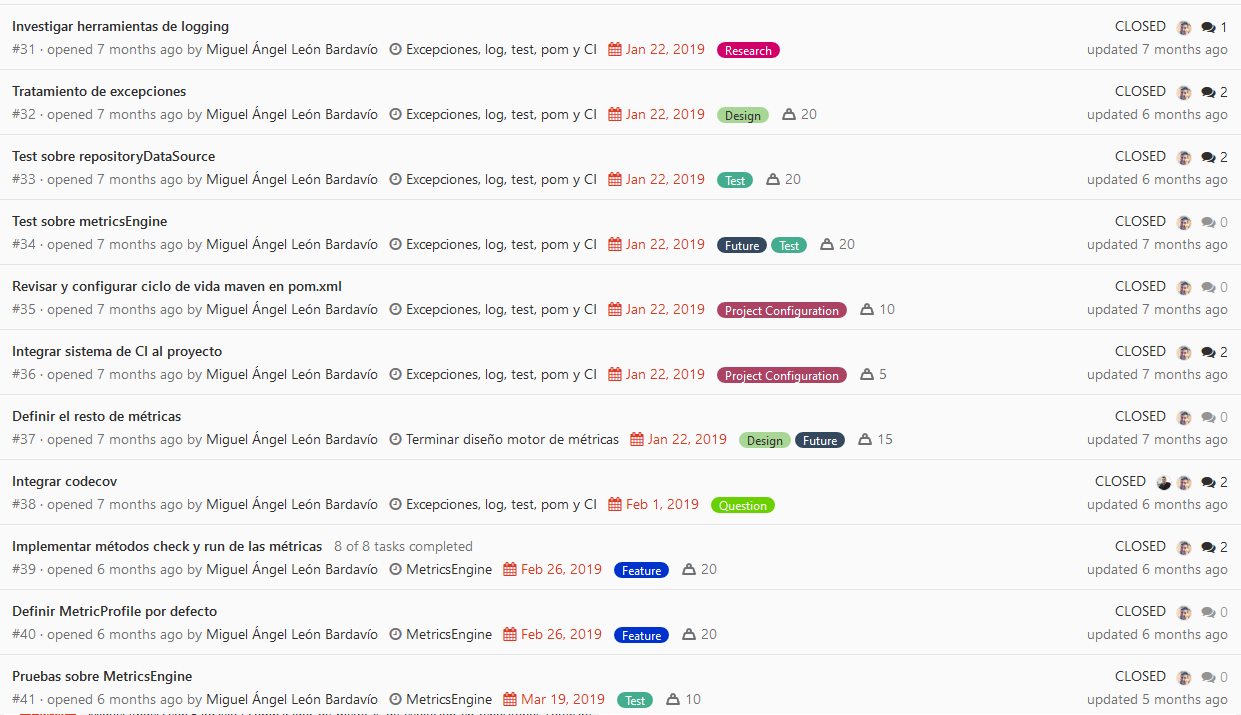 Investigar herramientas de logging CLOSED 1
#31 · opened 7 months ago by Miguel Ángel León Bardavío Excepciones, log, test, pom y CI Jan 22, 2019 Research updated 7 months ago
Tratamiento de excepciones CLOSED 2
#32 · opened 7 months ago by Miguel Ángel León Bardavío Excepciones, log, test, pom y CI Jan 22, 2019 Design 20 updated 6 months ago
Test sobre repositoryDataSource CLOSED 2
#33 · opened 7 months ago by Miguel Ángel León Bardavío Excepciones, log, test, pom y CI Jan 22, 2019 Test 20 updated 6 months ago
Test sobre metricsEngine CLOSED 0
#34 · opened 7 months ago by Miguel Ángel León Bardavío Excepciones, log, test, pom y CI Jan 22, 2019 Future Test 20 updated 7 months ago
Revisar y configurar ciclo de vida maven en pom.xml CLOSED 0
#35 · opened 7 months ago by Miguel Ángel León Bardavío Excepciones, log, test, pom y CI Jan 22, 2019 Project Configuration 10 updated 7 months ago
Integrar sistema de CI al proyecto CLOSED 2
#36 · opened 7 months ago by Miguel Ángel León Bardavío Excepciones, log, test, pom y CI Jan 22, 2019 Project Configuration 5 updated 7 months ago
Definir el resto de métricas CLOSED 0
#37 · opened 7 months ago by Miguel Ángel León Bardavío Terminar diseño motor de métricas Jan 22, 2019 Design Future 15 updated 7 months ago
Integrar codecov CLOSED 2
#38 · opened 7 months ago by Miguel Ángel León Bardavío Excepciones, log, test, pom y CI Feb 1, 2019 Question updated 6 months ago
Implementar métodos check y run de las métricas 8 of 8 tasks completed CLOSED 2
#39 · opened 6 months ago by Miguel Ángel León Bardavío MetricsEngine Feb 26, 2019 Feature 20 updated 6 months ago
Definir MetricProfile por defecto CLOSED 0
#40 · opened 6 months ago by Miguel Ángel León Bardavío MetricsEngine Feb 26, 2019 Feature 20 updated 6 months ago
Pruebas sobre MetricsEngine CLOSED 0
#41 · opened 6 months ago by Miguel Ángel León Bardavío MetricsEngine Mar 19, 2019 Test 10 updated 5 months ago